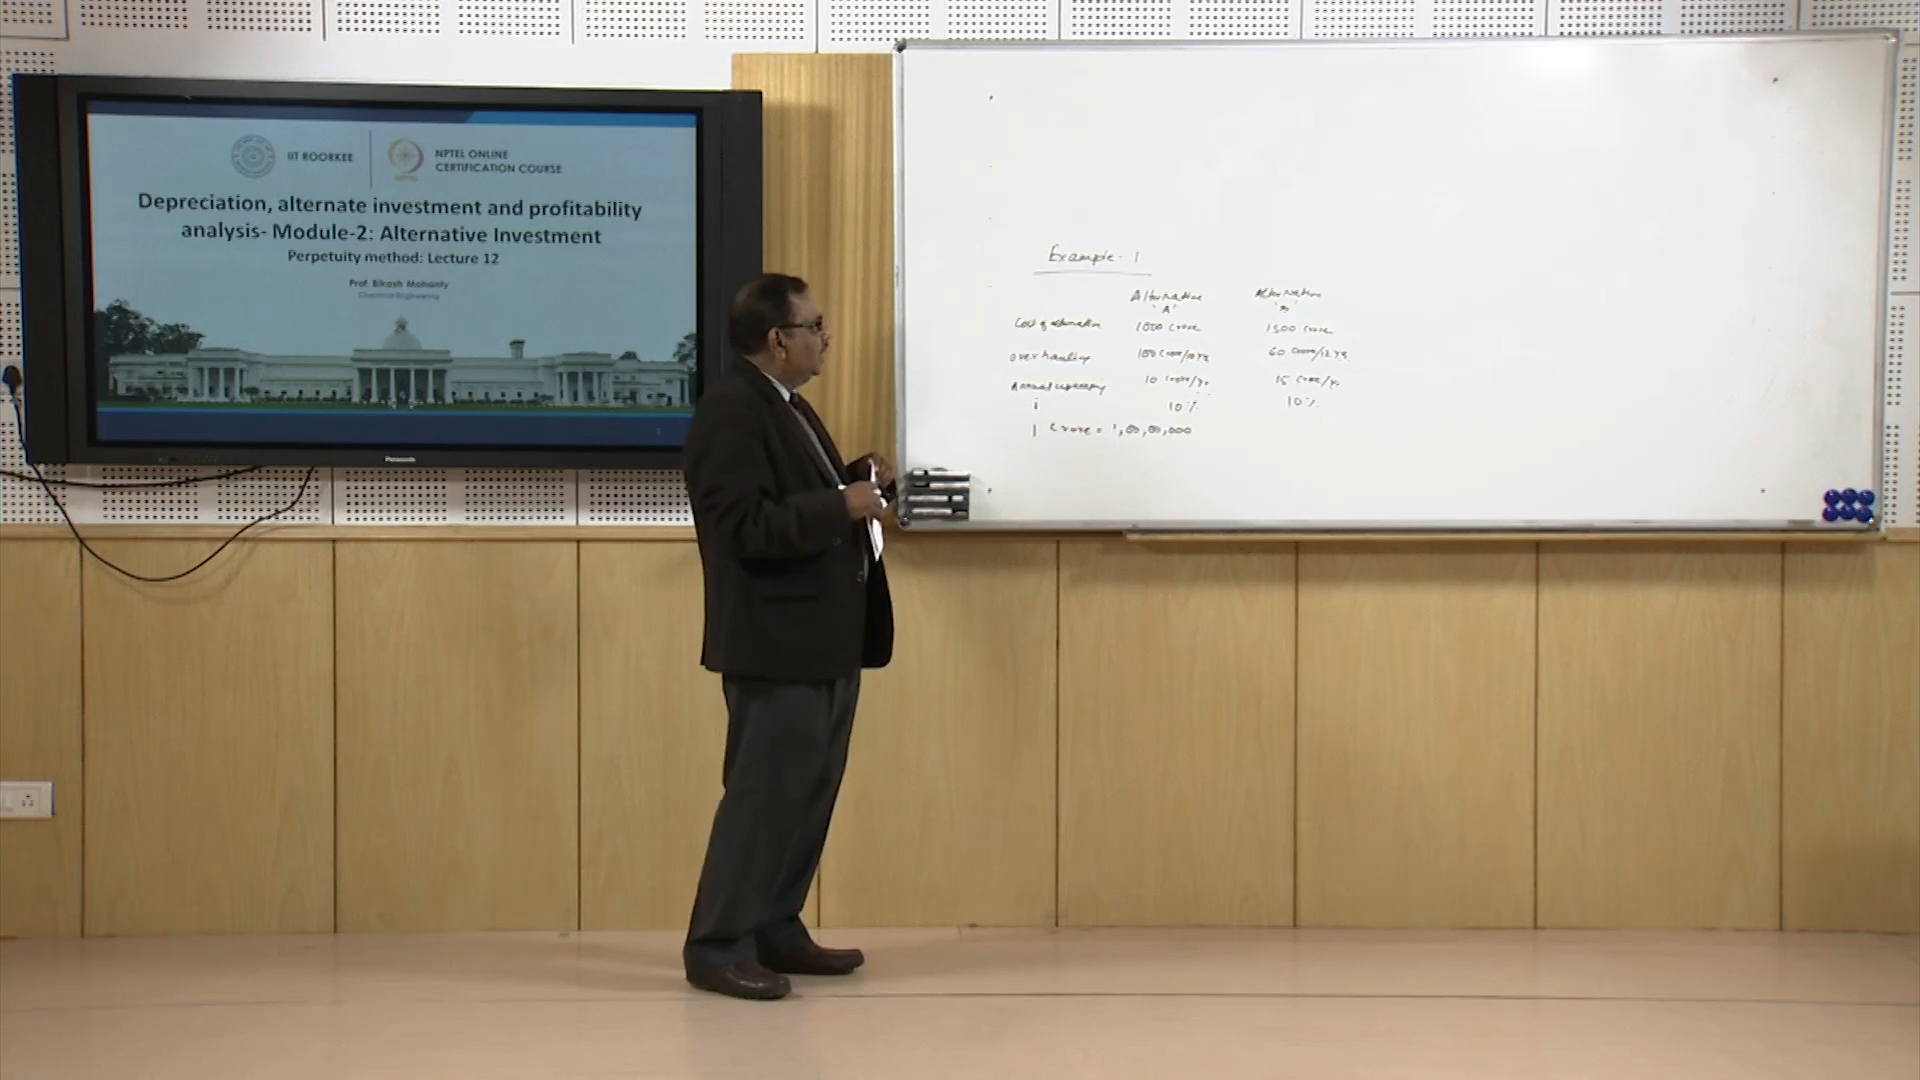 IIT ROORKEE
NPTEL ONLINE
CERTIFICATION COURSE
Depreciation, alternate investment and profitability
analysis- Module-2: Alternative Investment
Perpetuity method: Lecture 12
Prof. Bikash Mohanty
Chemical Engineering
Panasonic
Example - 1
Alternative Alternative
'A' 'B'
Cost of alternative 1000 crore 1500 crore
Overhauling 100 crore/10 yr 60 crore/12 yr
Annual 10 crore/yr 15 crore/yr
i 10% 10%
1 crore = 1,00,00,000